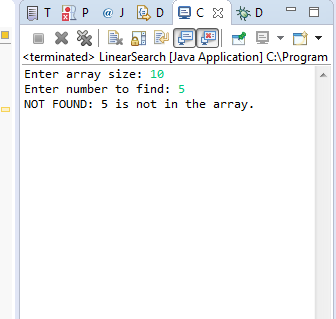 T P @ J D C D
<terminated> LinearSearch [Java Application] C:\Program
Enter array size: 10
Enter number to find: 5
NOT FOUND: 5 is not in the array.